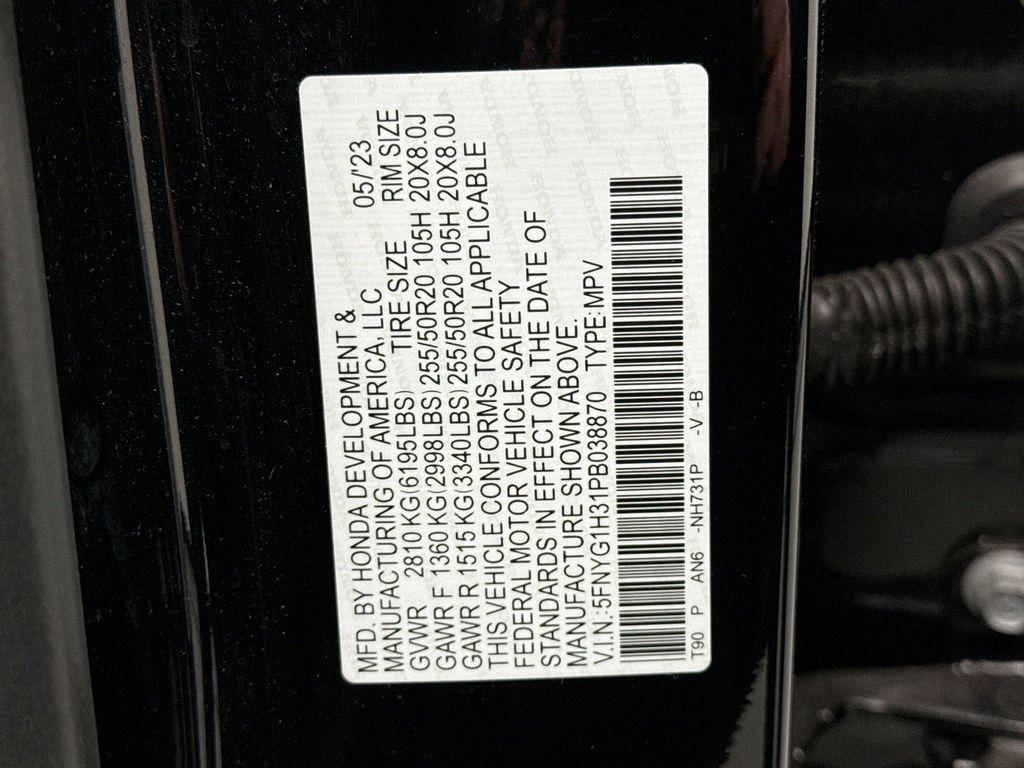 MFD. BY HONDA DEVELOPMENT &
MANUFACTURING OF AMERICA, LLC 05/'23
GVWR 2810 KG(6195LBS) TIRE SIZE RIM SIZE
GAWR F 1360 KG(2998LBS)255/50R20 105H 20X8.0J
GAWR R 1515 KG(3340LBS)255/50R20 105H 20X8.0J
THIS VEHICLE CONFORMS TO ALL APPLICABLE
FEDERAL MOTOR VEHICLE SAFETY
STANDARDS IN EFFECT ON THE DATE OF
MANUFACTURE SHOWN ABOVE.
V.I.N.:5FNYG1H31PB038870 TYPE:MPV
T90 P AN6 -NH731P -V -B